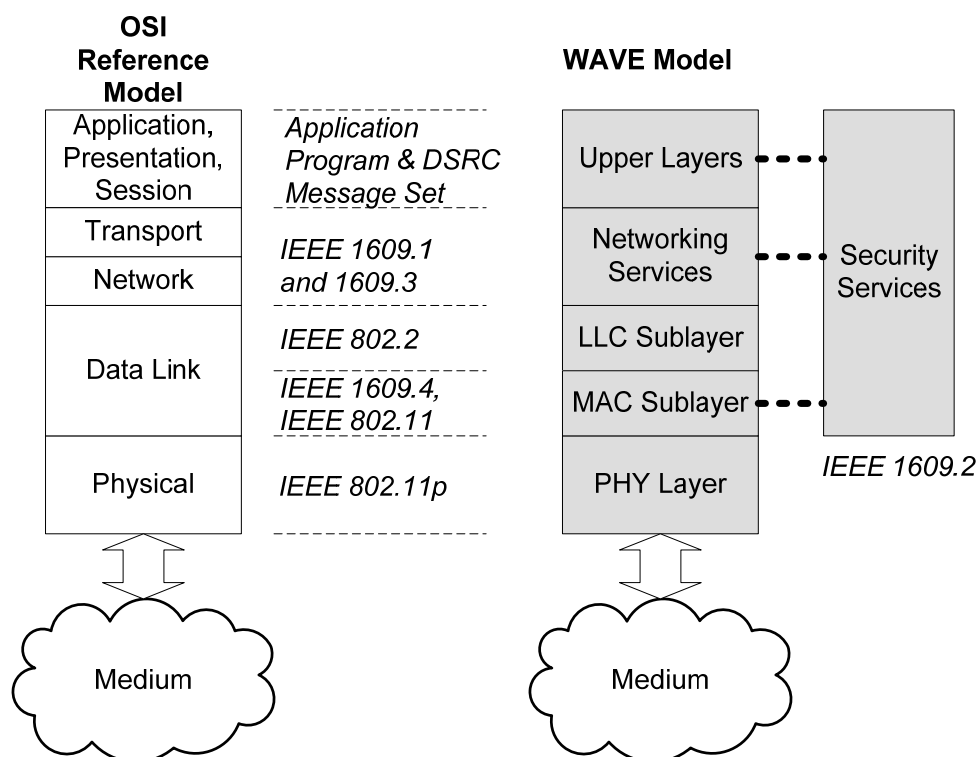 OSI
Reference
Model
Application,
Presentation,
Session
Transport
Network
Data Link
Physical
Medium
Application
Program & DSRC
Message Set
IEEE 1609.1
and 1609.3
IEEE 802.2
IEEE 1609.4,
IEEE 802.11
IEEE 802.11p
WAVE Model
Upper Layers
Networking
Services
LLC Sublayer
MAC Sublayer
PHY Layer
Medium
Security
Services
IEEE 1609.2